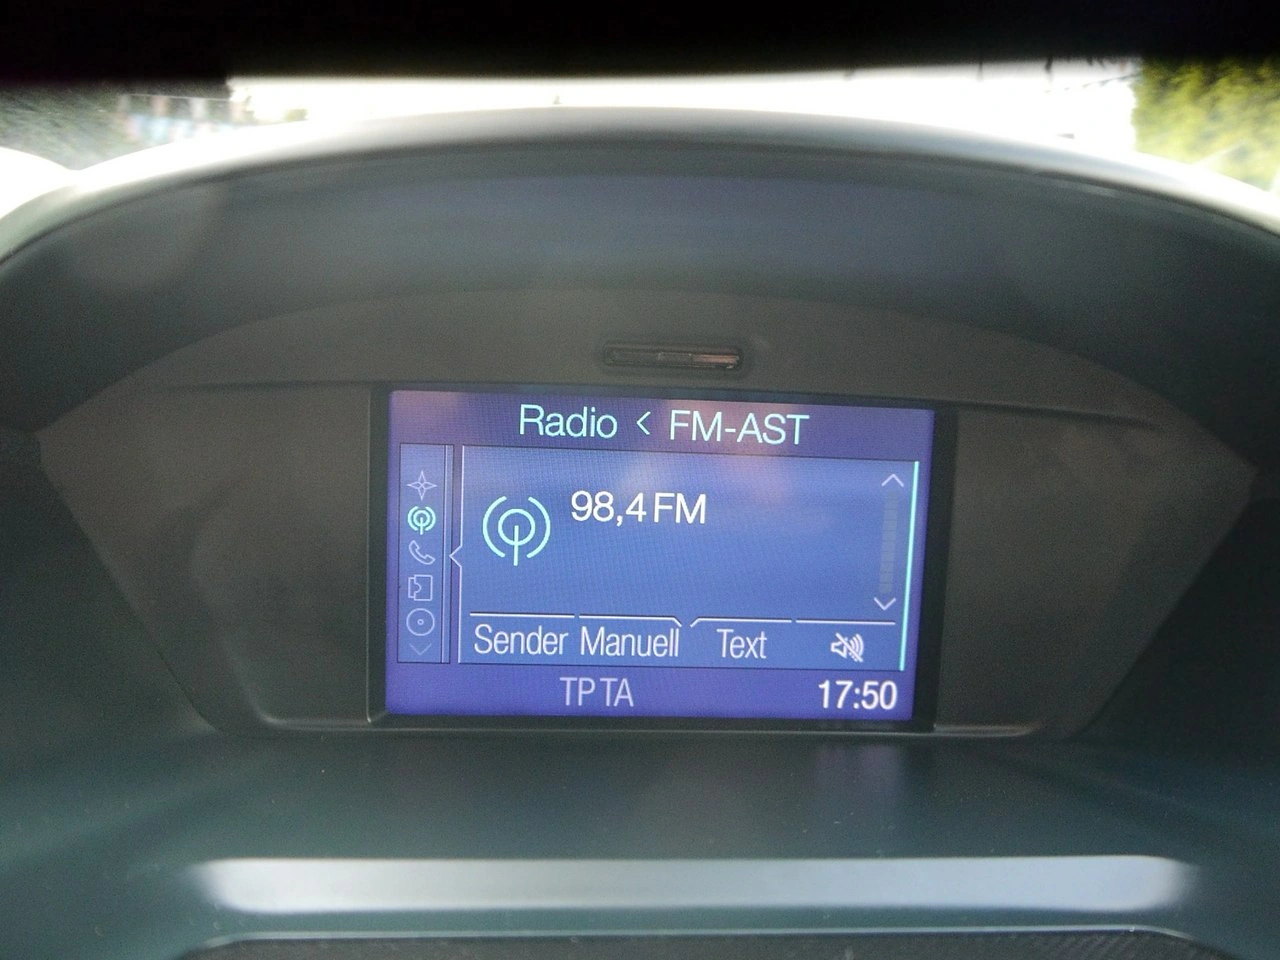 Radio < FM-AST
98,4 FM
Sender Manuell Text
TP TA 17:50